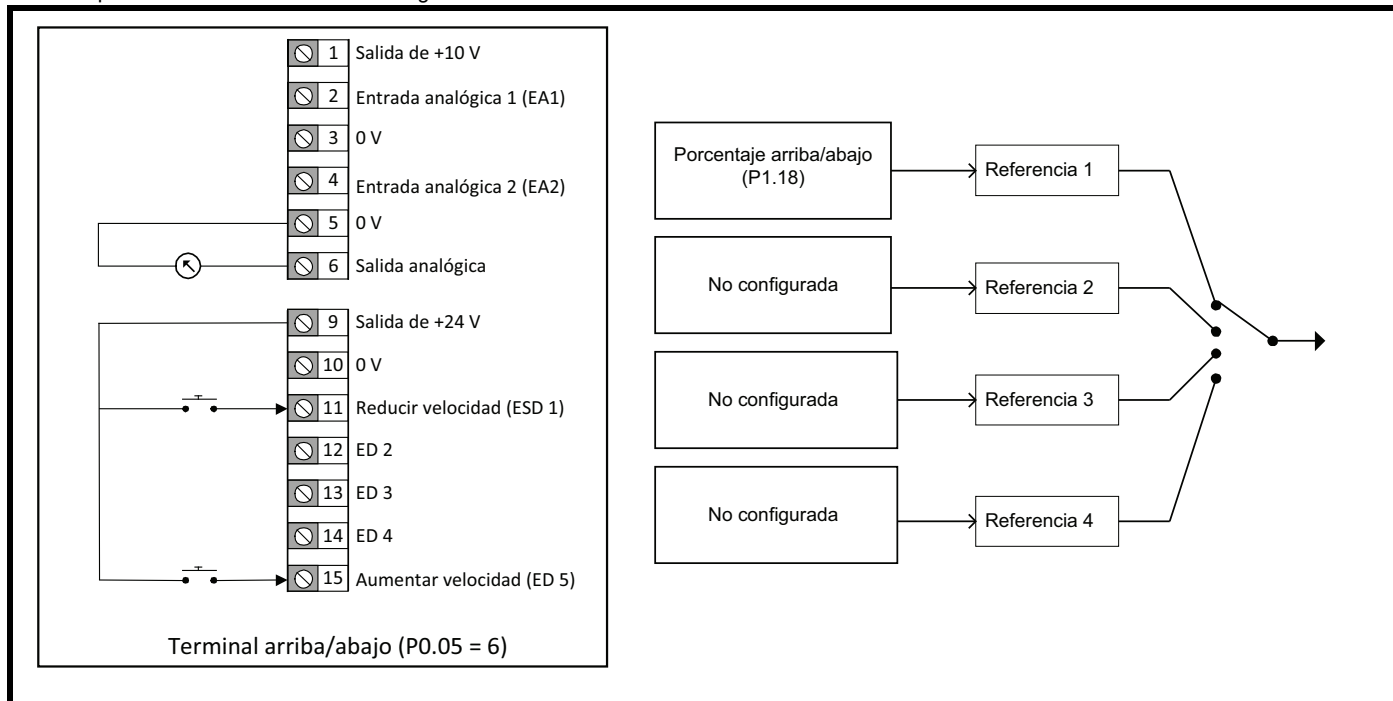 1 Salida de +10 V
2 Entrada analógica 1 (EA1)
3 0 V
4 Entrada analógica 2 (EA2)
5 0 V
6 Salida analógica
9 Salida de +24 V
10 0 V
11 Reducir velocidad (ESD 1)
12 ED 2
13 ED 3
14 ED 4
15 Aumentar velocidad (ED 5)
Terminal arriba/abajo (P0.05 = 6)
Porcentaje arriba/abajo
(P1.18)
Referencia 1
No configurada
Referencia 2
No configurada
Referencia 3
No configurada
Referencia 4